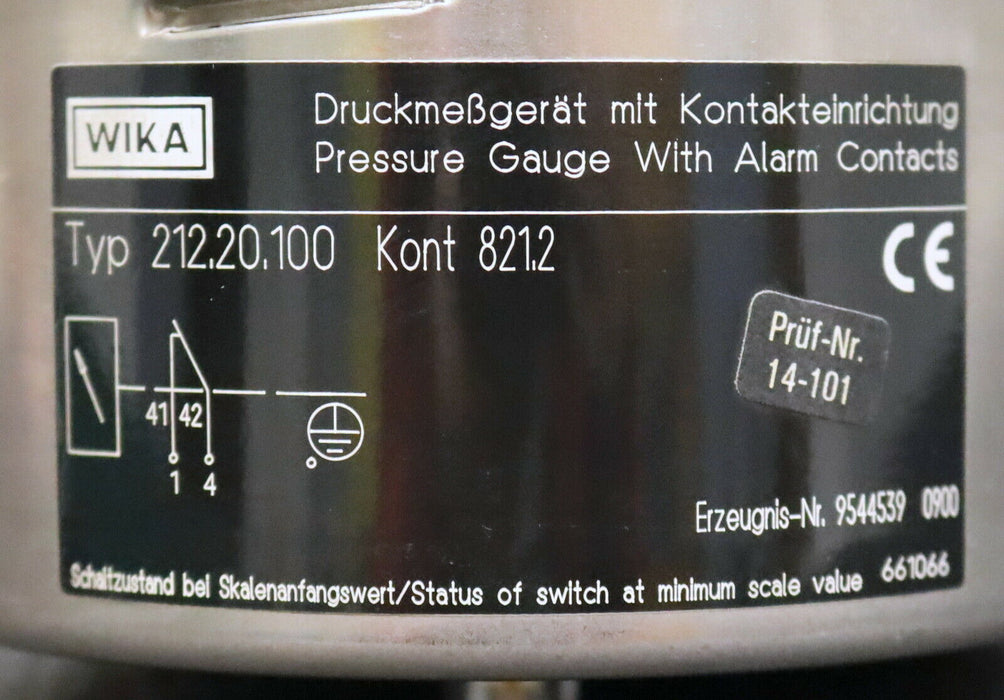 WIKA
Druckmeßgerät mit Kontakteinrichtung
Pressure Gauge With Alarm Contacts
Typ 212.20.100 Kont 821.2
CE
Prüf-Nr.
14-101
41 42
1 4
Erzeugnis-Nr. 9544539 0900
Schaltzustand bei Skalenanfangswert/Status of switch at minimum scale value 661066